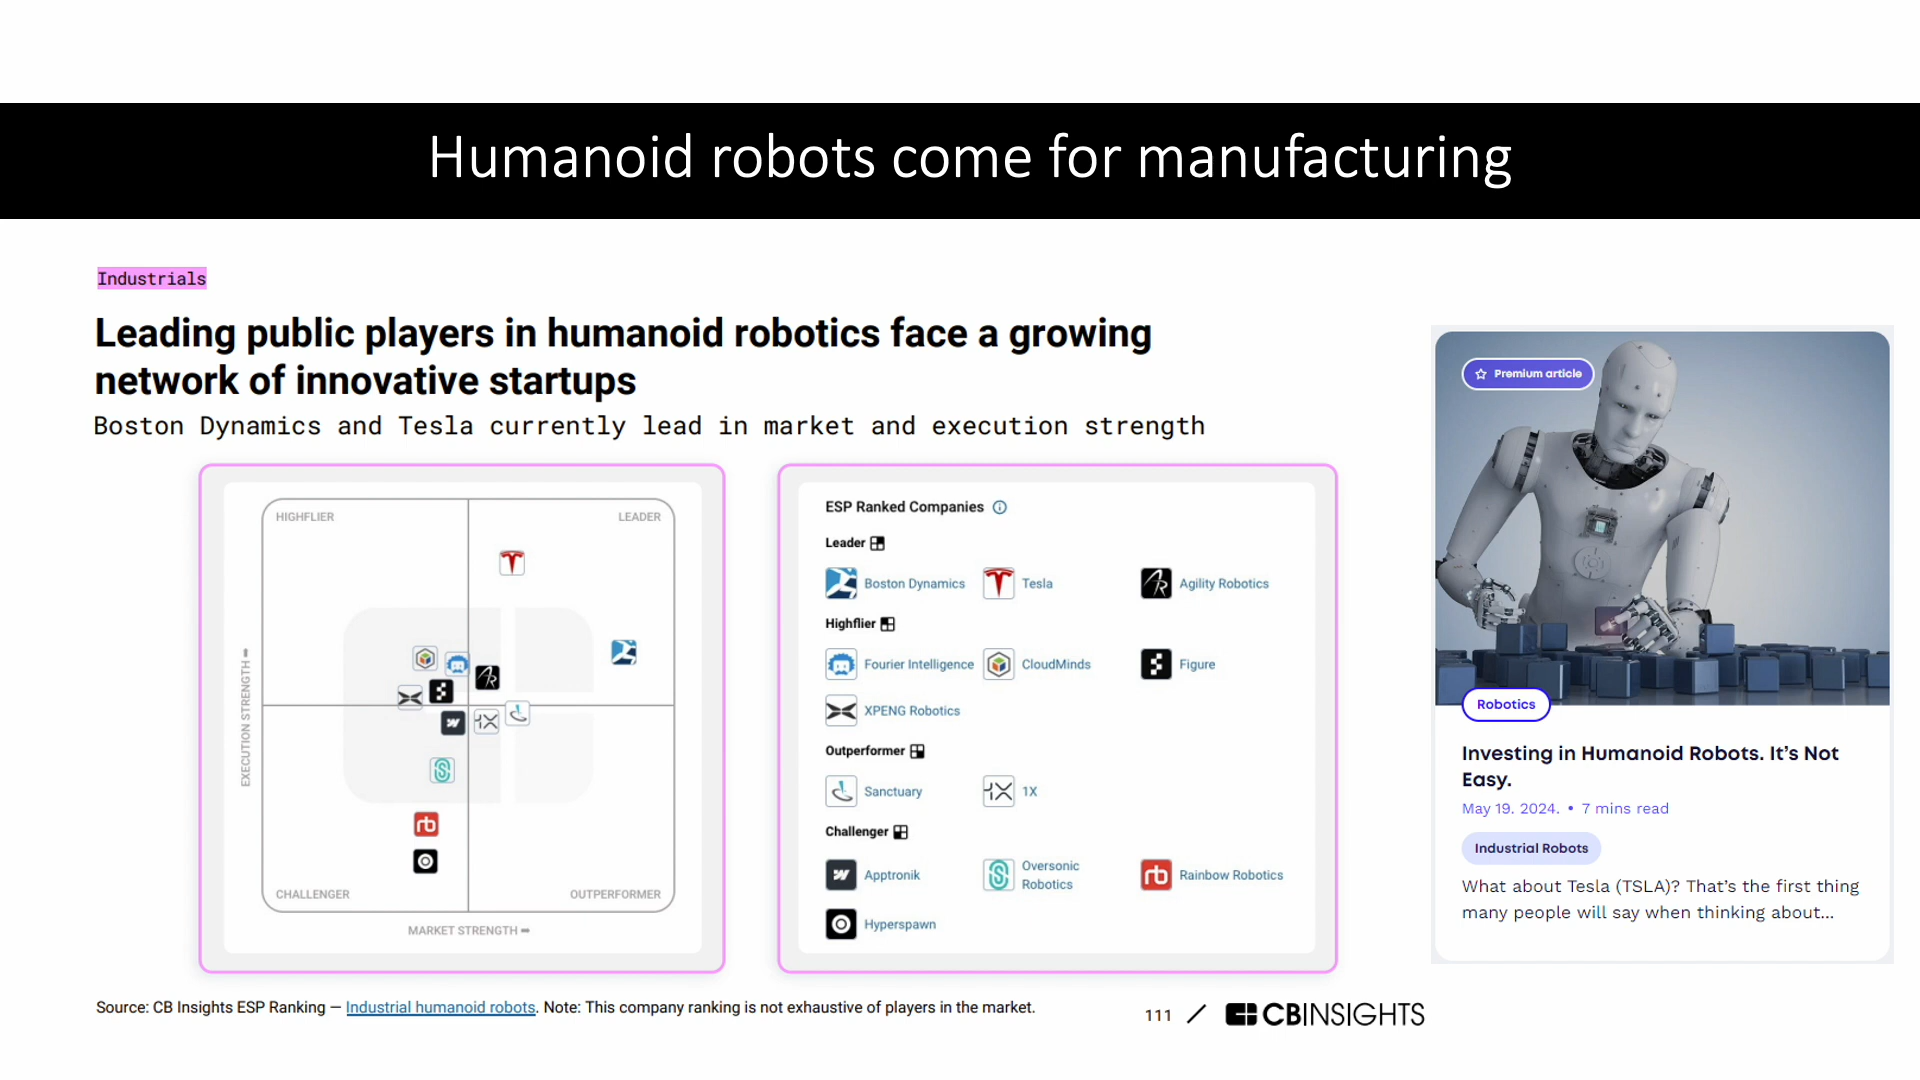 Humanoid robots come for manufacturing
Industrials
Leading public players in humanoid robotics face a growing
network of innovative startups
Boston Dynamics and Tesla currently lead in market and execution strength
HIGHFLIER
LEADER
EXECUTION STRENGTH
CHALLENGER
OUTPERFORMER
MARKET STRENGTH
ESP Ranked Companies
Leader
Boston Dynamics
Tesla
Agility Robotics
Highflier
Fourier Intelligence
CloudMinds
Figure
XPENG Robotics
Outperformer
Sanctuary
1X
Challenger
Apptronik
Oversonic
Robotics
Rainbow Robotics
Hyperspawn
Source: CB Insights ESP Ranking — Industrial humanoid robots. Note: This company ranking is not exhaustive of players in the market.
111
CBINSIGHTS
Premium article
Robotics
Investing in Humanoid Robots. It’s Not
Easy.
May 19. 2024. • 7 mins read
Industrial Robots
What about Tesla (TSLA)? That’s the first thing
many people will say when thinking about...